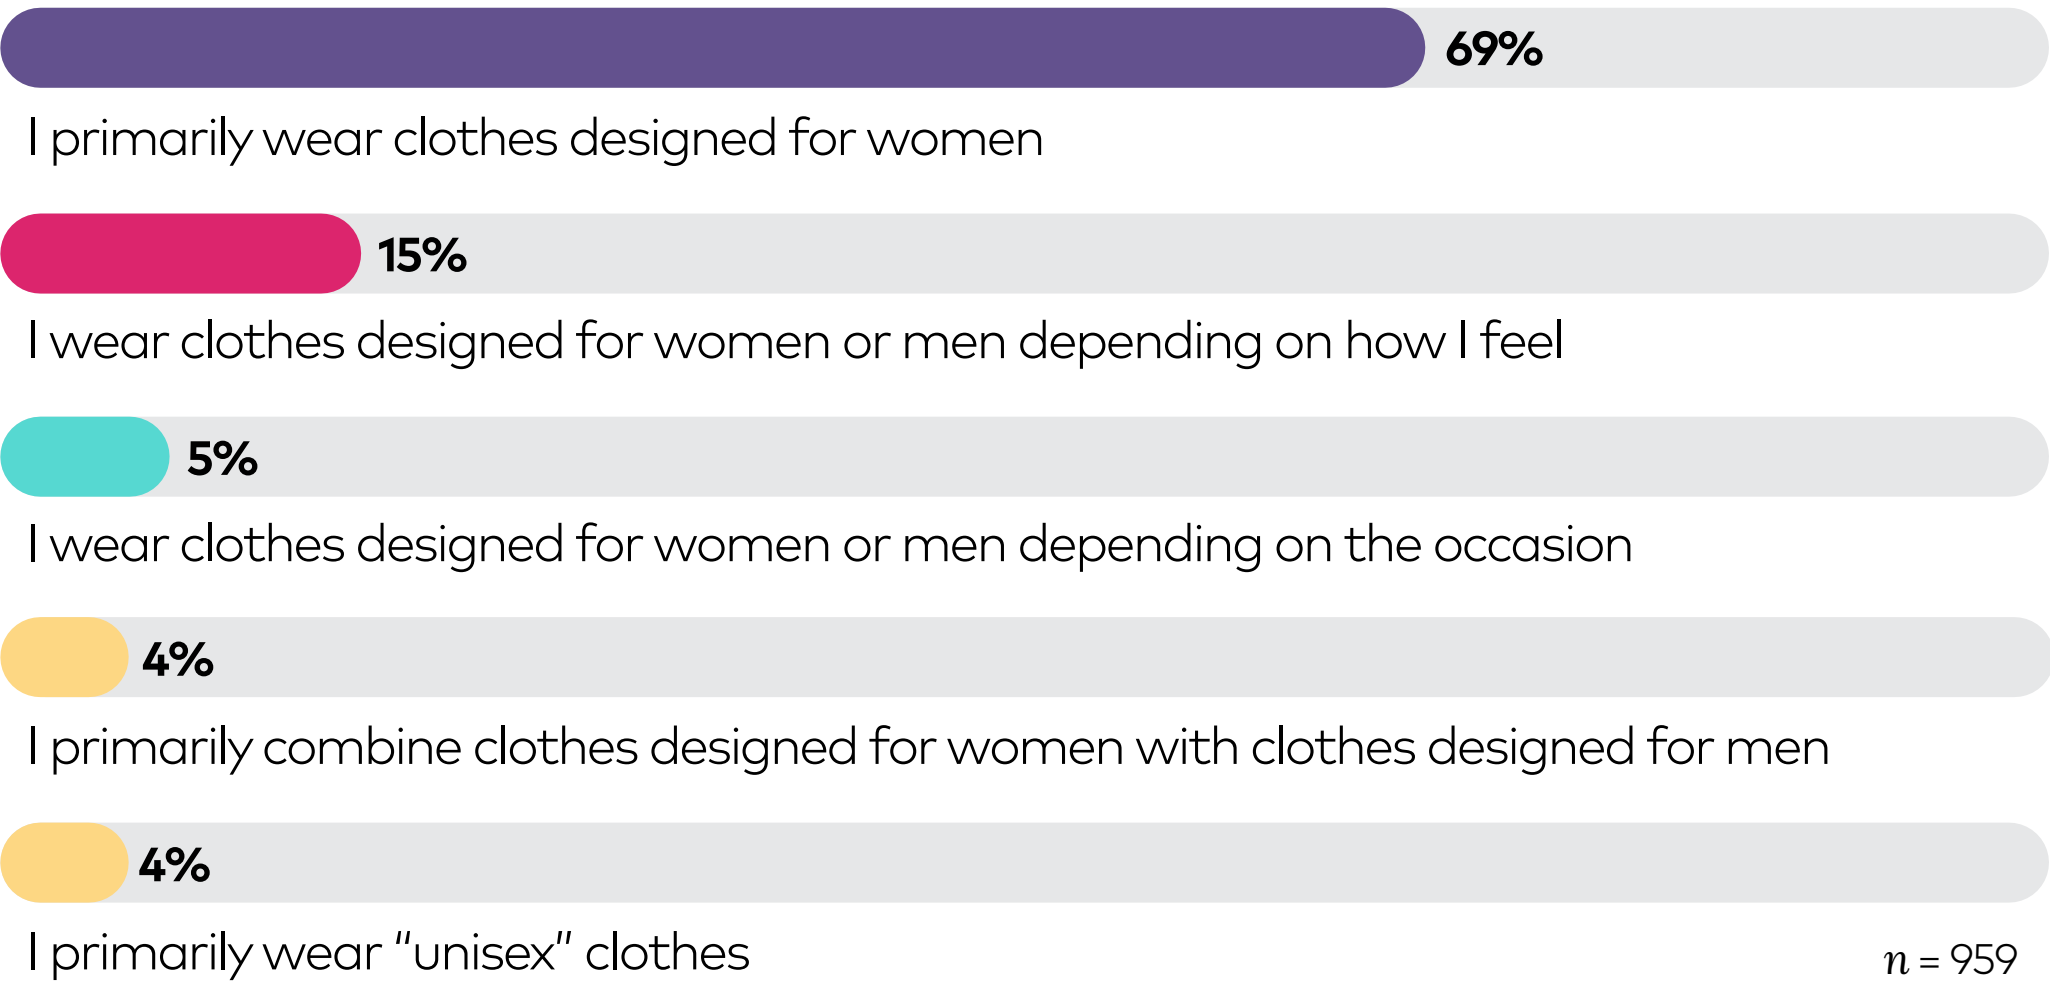 69%
I primarily wear clothes designed for women
15%
I wear clothes designed for women or men depending on how I feel
5%
I wear clothes designed for women or men depending on the occasion
4%
I primarily combine clothes designed for women with clothes designed for men
4%
I primarily wear "unisex" clothes
n = 959